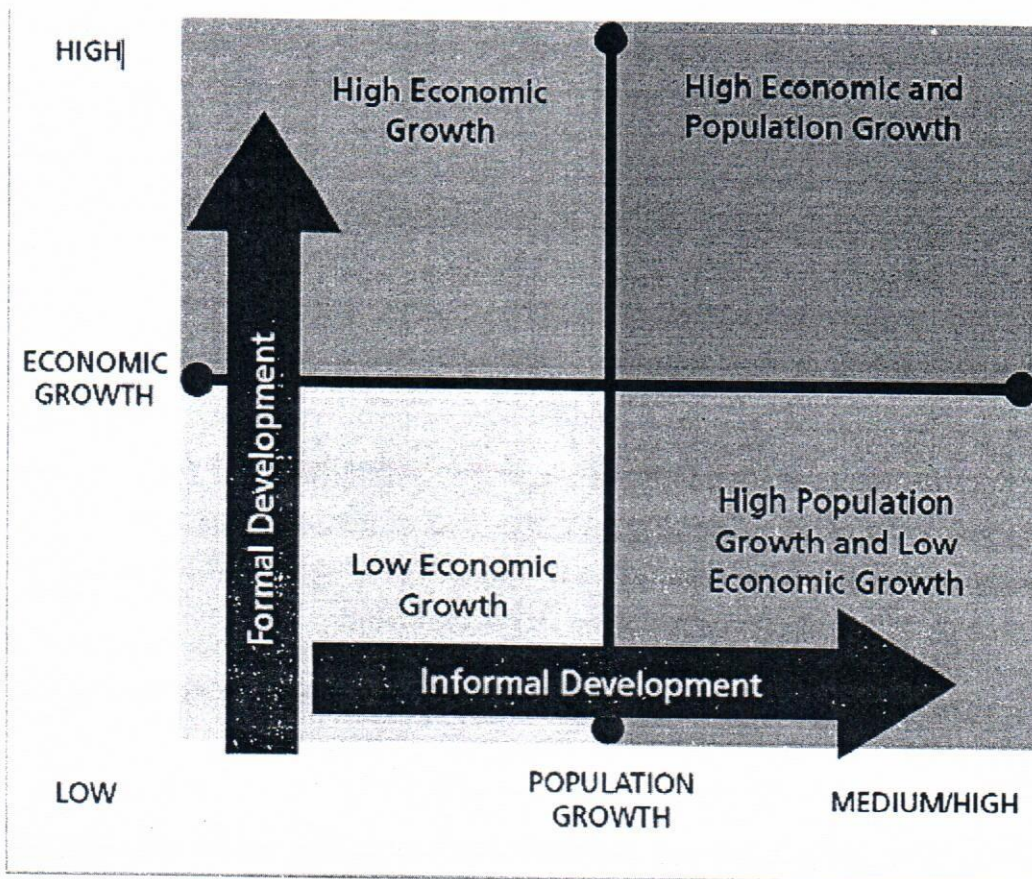 HIGH
High Economic
Growth
High Economic and
Population Growth
ECONOMIC
GROWTH
Formal Development
Low Economic
Growth
High Population
Growth and Low
Economic Growth
Informal Development
LOW
POPULATION
GROWTH
MEDIUM/HIGH